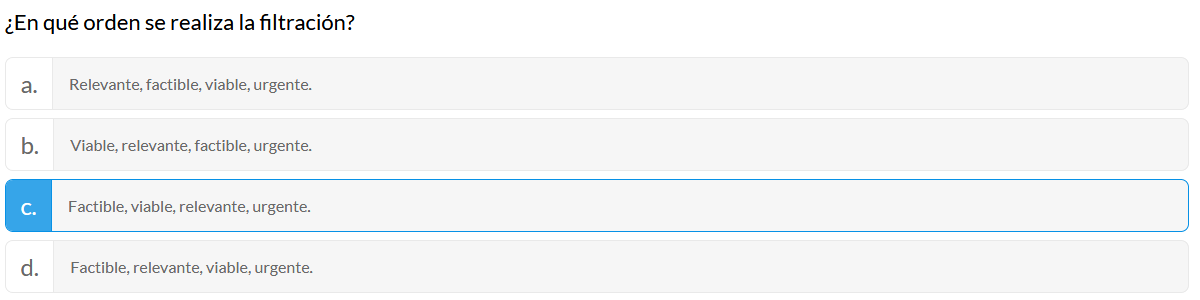 ¿En qué orden se realiza la filtración?
a. Relevante, factible, viable, urgente.
b. Viable, relevante, factible, urgente.
c. Factible, viable, relevante, urgente.
d. Factible, relevante, viable, urgente.